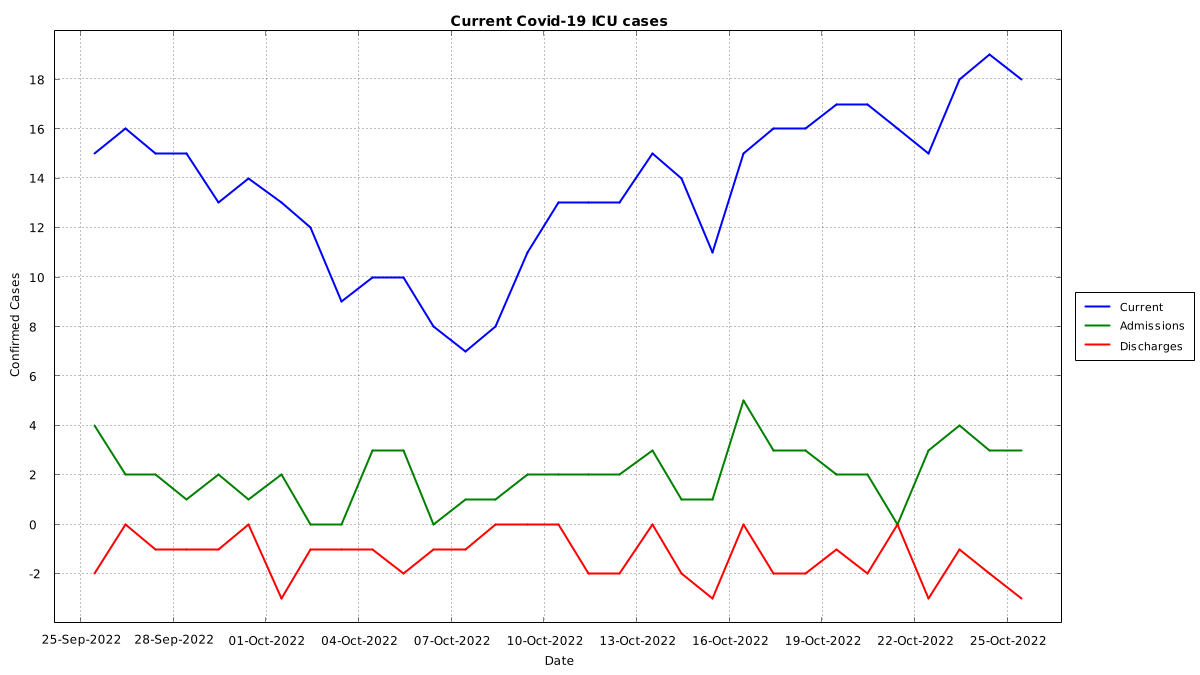 Current Covid-19 ICU cases
Confirmed Cases
18
16
14
12
10
8
6
4
2
0
-2
25-Sep-2022 28-Sep-2022 01-Oct-2022 04-Oct-2022 07-Oct-2022 10-Oct-2022 13-Oct-2022 16-Oct-2022 19-Oct-2022 22-Oct-2022 25-Oct-2022
Date
Current
Admissions
Discharges